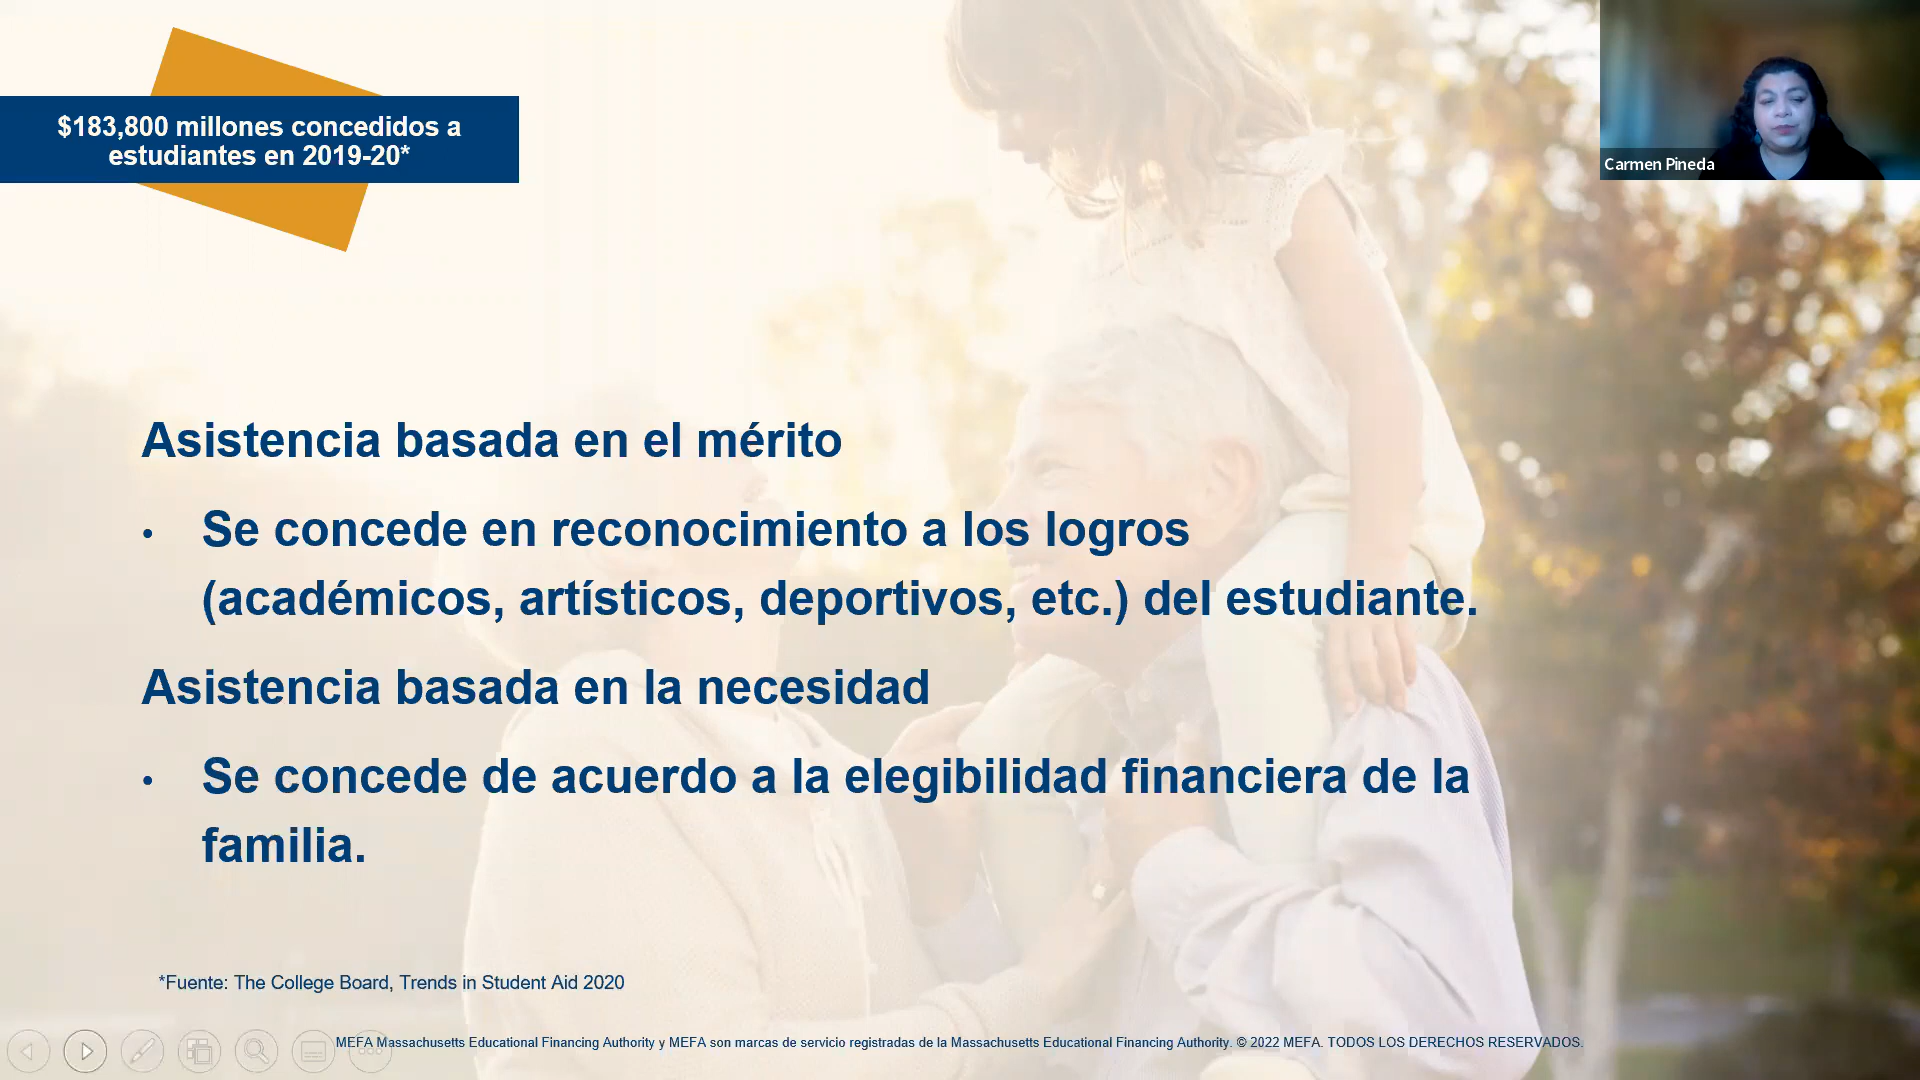 $183,800 millones concedidos a
estudiantes en 2019-20*
Carmen Pineda
Asistencia basada en el mérito
• Se concede en reconocimiento a los logros
(académicos, artísticos, deportivos, etc.) del estudiante.
Asistencia basada en la necesidad
• Se concede de acuerdo a la elegibilidad financiera de la
familia.
*Fuente: The College Board, Trends in Student Aid 2020
MEFA Massachusetts Educational Financing Authority y MEFA son marcas de servicio registradas de la Massachusetts Educational Financing Authority. © 2022 MEFA. TODOS LOS DERECHOS RESERVADOS.